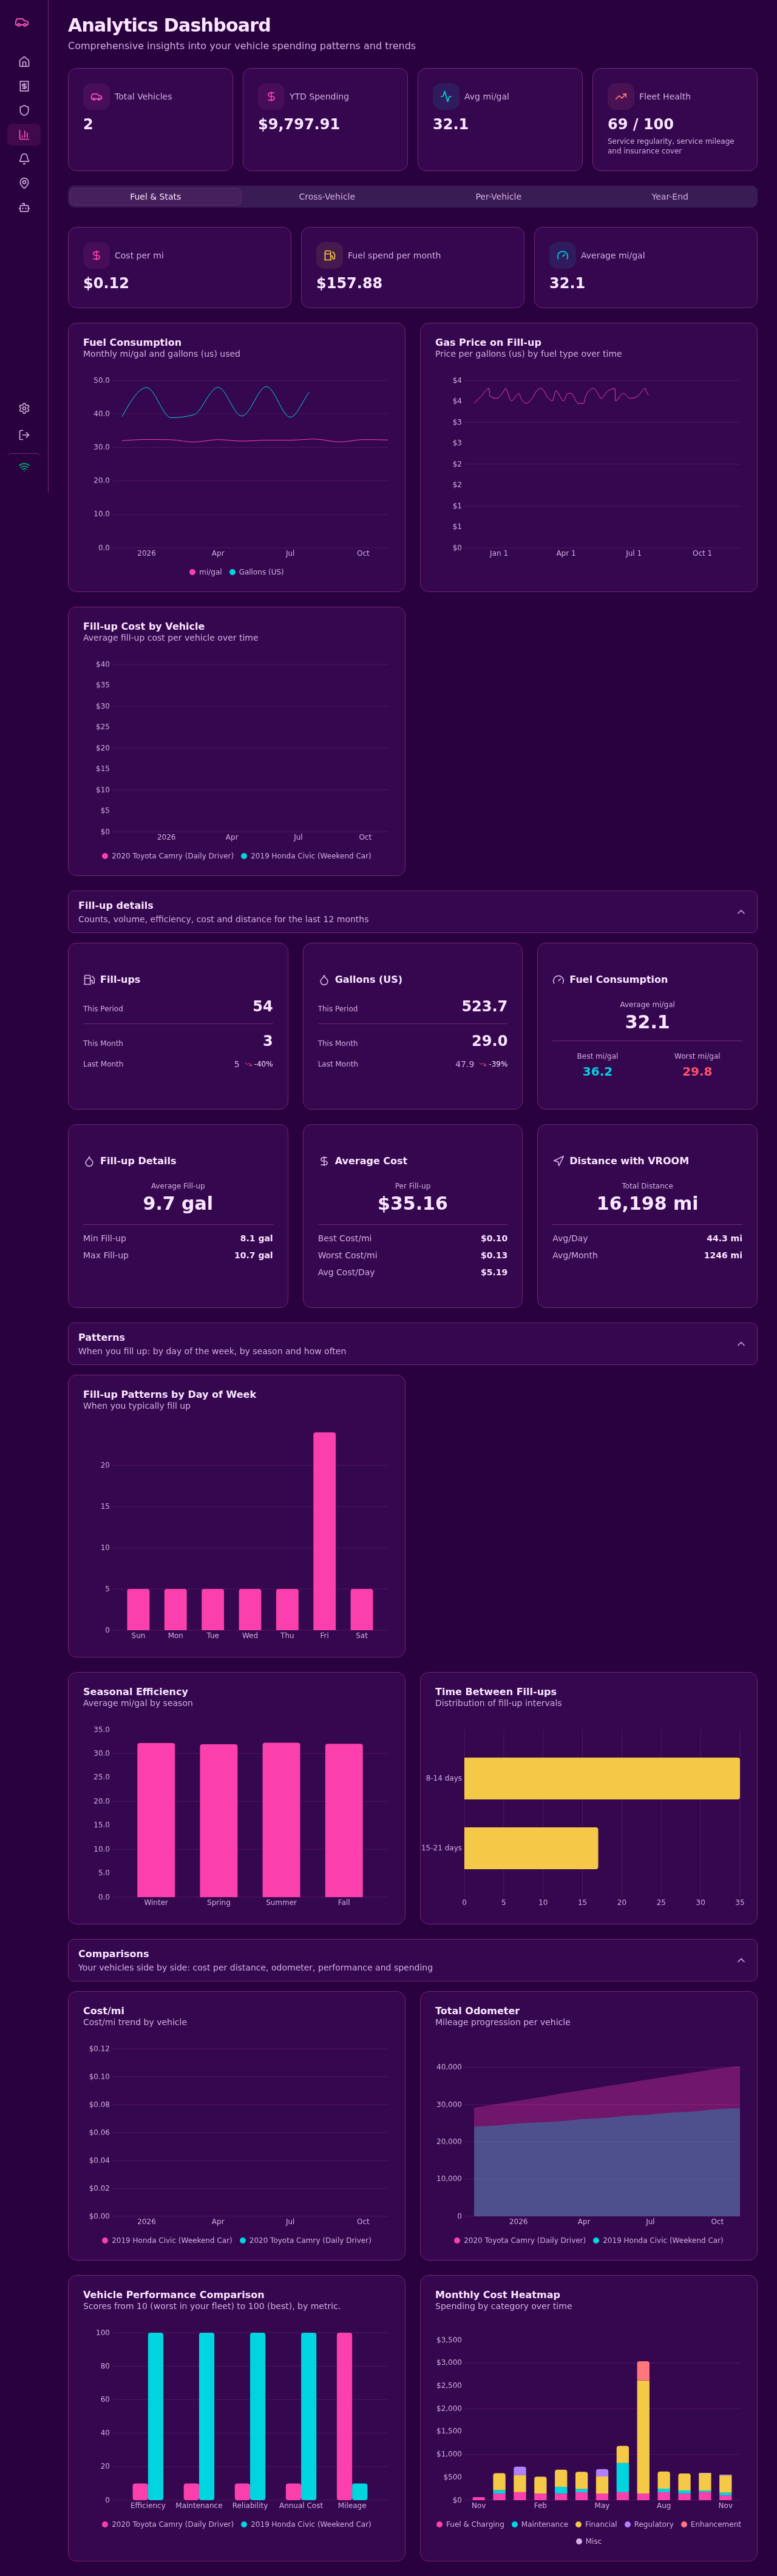 Analytics Dashboard
Comprehensive insights into your vehicle spending patterns and trends
Total Vehicles
2
YTD Spending
$9,797.91
Avg mi/gal
32.1
Fleet Health
69 / 100
Service regularity, service mileage
and insurance cover
Fuel & Stats
Cross-Vehicle
Per-Vehicle
Year-End
Cost per mi
$0.12
Fuel spend per month
$157.88
Average mi/gal
32.1
Fuel Consumption
Monthly mi/gal and gallons (us) used
50.0
40.0
30.0
20.0
10.0
0.0
2026 Apr Jul Oct
mi/gal Gallons (US)
Gas Price on Fill-up
Price per gallons (us) by fuel type over time
$4
$4
$3
$3
$2
$2
$1
$1
$0
Jan 1 Apr 1 Jul 1 Oct 1
Fill-up Cost by Vehicle
Average fill-up cost per vehicle over time
$40
$35
$30
$25
$20
$15
$10
$5
$0
2026 Apr Jul Oct
2020 Toyota Camry (Daily Driver) 2019 Honda Civic (Weekend Car)
Fill-up details
Counts, volume, efficiency, cost and distance for the last 12 months
Fill-ups
This Period 54
This Month 3
Last Month 5 -40%
Gallons (US)
This Period 523.7
This Month 29.0
Last Month 47.9 -39%
Fuel Consumption
Average mi/gal
32.1
Best mi/gal Worst mi/gal
36.2 29.8
Fill-up Details
Average Fill-up
9.7 gal
Min Fill-up 8.1 gal
Max Fill-up 10.7 gal
Average Cost
Per Fill-up
$35.16
Best Cost/mi $0.10
Worst Cost/mi $0.13
Avg Cost/Day $5.19
Distance with VROOM
Total Distance
16,198 mi
Avg/Day 44.3 mi
Avg/Month 1246 mi
Patterns
When you fill up: by day of the week, by season and how often
Fill-up Patterns by Day of Week
When you typically fill up
20
15
10
5
0
Sun Mon Tue Wed Thu Fri Sat
Seasonal Efficiency
Average mi/gal by season
35.0
30.0
25.0
20.0
15.0
10.0
5.0
0.0
Winter Spring Summer Fall
Time Between Fill-ups
Distribution of fill-up intervals
8-14 days
15-21 days
0 5 10 15 20 25 30 35
Comparisons
Your vehicles side by side: cost per distance, odometer, performance and spending
Cost/mi
Cost/mi trend by vehicle
$0.12
$0.10
$0.08
$0.06
$0.04
$0.02
$0.00
2026 Apr Jul Oct
2019 Honda Civic (Weekend Car) 2020 Toyota Camry (Daily Driver)
Total Odometer
Mileage progression per vehicle
40,000
30,000
20,000
10,000
0
2026 Apr Jul Oct
2020 Toyota Camry (Daily Driver) 2019 Honda Civic (Weekend Car)
Vehicle Performance Comparison
Scores from 10 (worst in your fleet) to 100 (best), by metric.
100
80
60
40
20
0
Efficiency Maintenance Reliability Annual Cost Mileage
2020 Toyota Camry (Daily Driver) 2019 Honda Civic (Weekend Car)
Monthly Cost Heatmap
Spending by category over time
$3,500
$3,000
$2,500
$2,000
$1,500
$1,000
$500
$0
Nov Feb May Aug Nov
Fuel & Charging Maintenance Financial Regulatory Enhancement
Misc